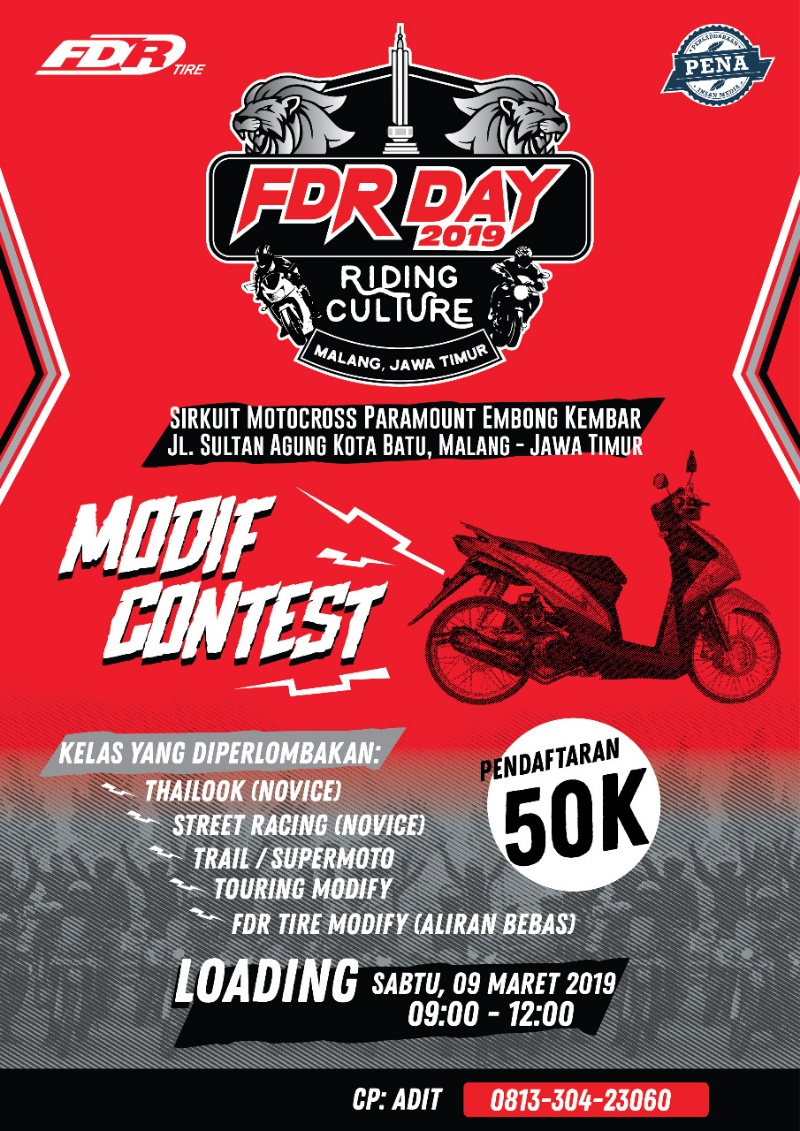 FDR TIRE
PERSAUDARAAN
PENA
INSAN MEDIA
FDR DAY
2019
RIDING
CULTURE
MALANG, JAWA TIMUR
SIRKUIT MOTOCROSS PARAMOUNT EMBONG KEMBAR
JL. SULTAN AGUNG KOTA BATU, MALANG - JAWA TIMUR
MODIF
CONTEST
KELAS YANG DIPERLOMBAKAN:
THAILOOK (NOVICE)
STREET RACING (NOVICE)
TRAIL / SUPERMOTO
TOURING MODIFY
FDR TIRE MODIFY (ALIRAN BEBAS)
PENDAFTARAN
50K
LOADING SABTU, 09 MARET 2019
09:00 - 12:00
CP: ADIT 0813-304-23060